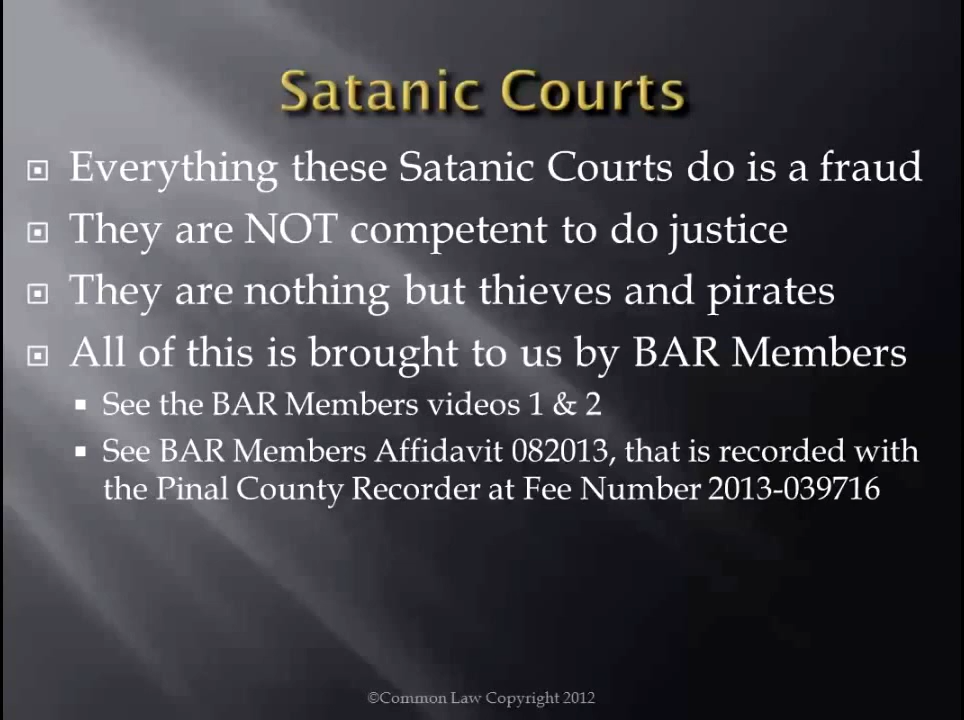 Satanic Courts
Everything these Satanic Courts do is a fraud
They are NOT competent to do justice
They are nothing but thieves and pirates
All of this is brought to us by BAR Members
See the BAR Members videos 1 & 2
See BAR Members Affidavit 082013, that is recorded with
the Pinal County Recorder at Fee Number 2013-039716
©Common Law Copyright 2012